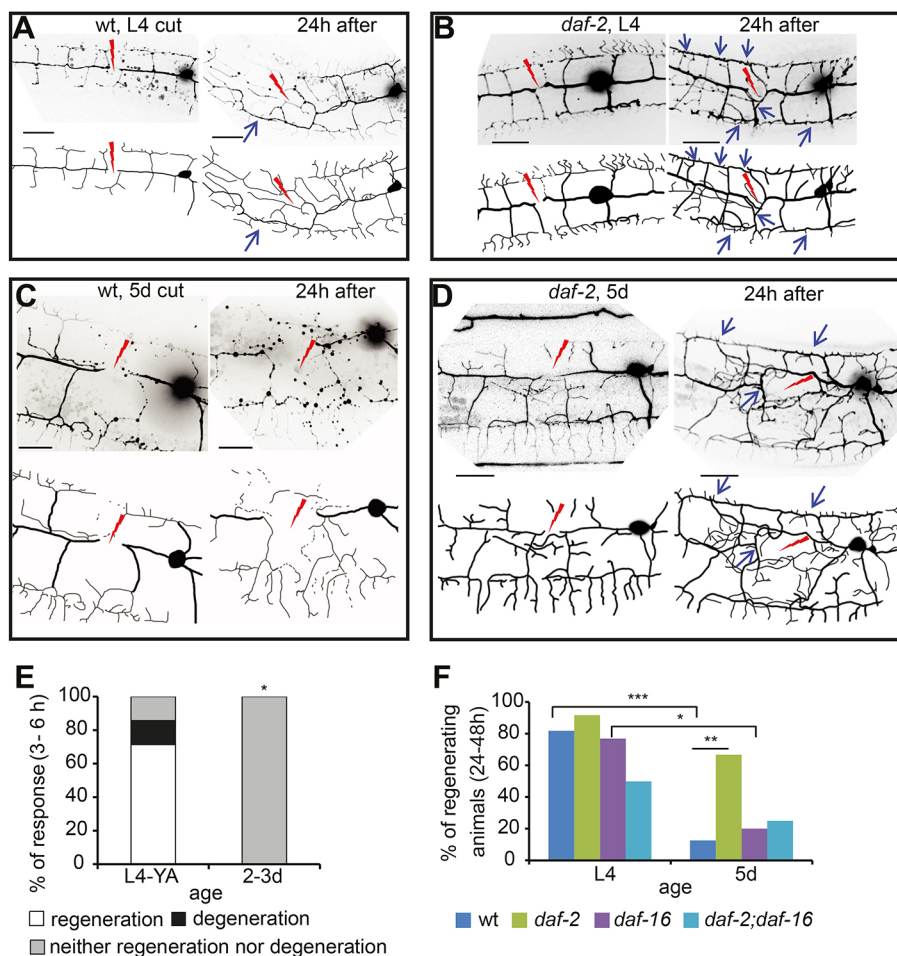 A wt, L4 cut 24h after
B daf-2, L4 24h after
C wt, 5d cut 24h after
D daf-2, 5d 24h after
E
% of response (3- 6 h)
100
80
60
40
20
0
*
L4-YA 2-3d
age
regeneration degeneration
neither regeneration nor degeneration
F
% of regenerating
animals (24-48h)
100
80
60
40
20
0
***
*
**
L4 5d
age
wt daf-2 daf-16 daf-2;daf-16